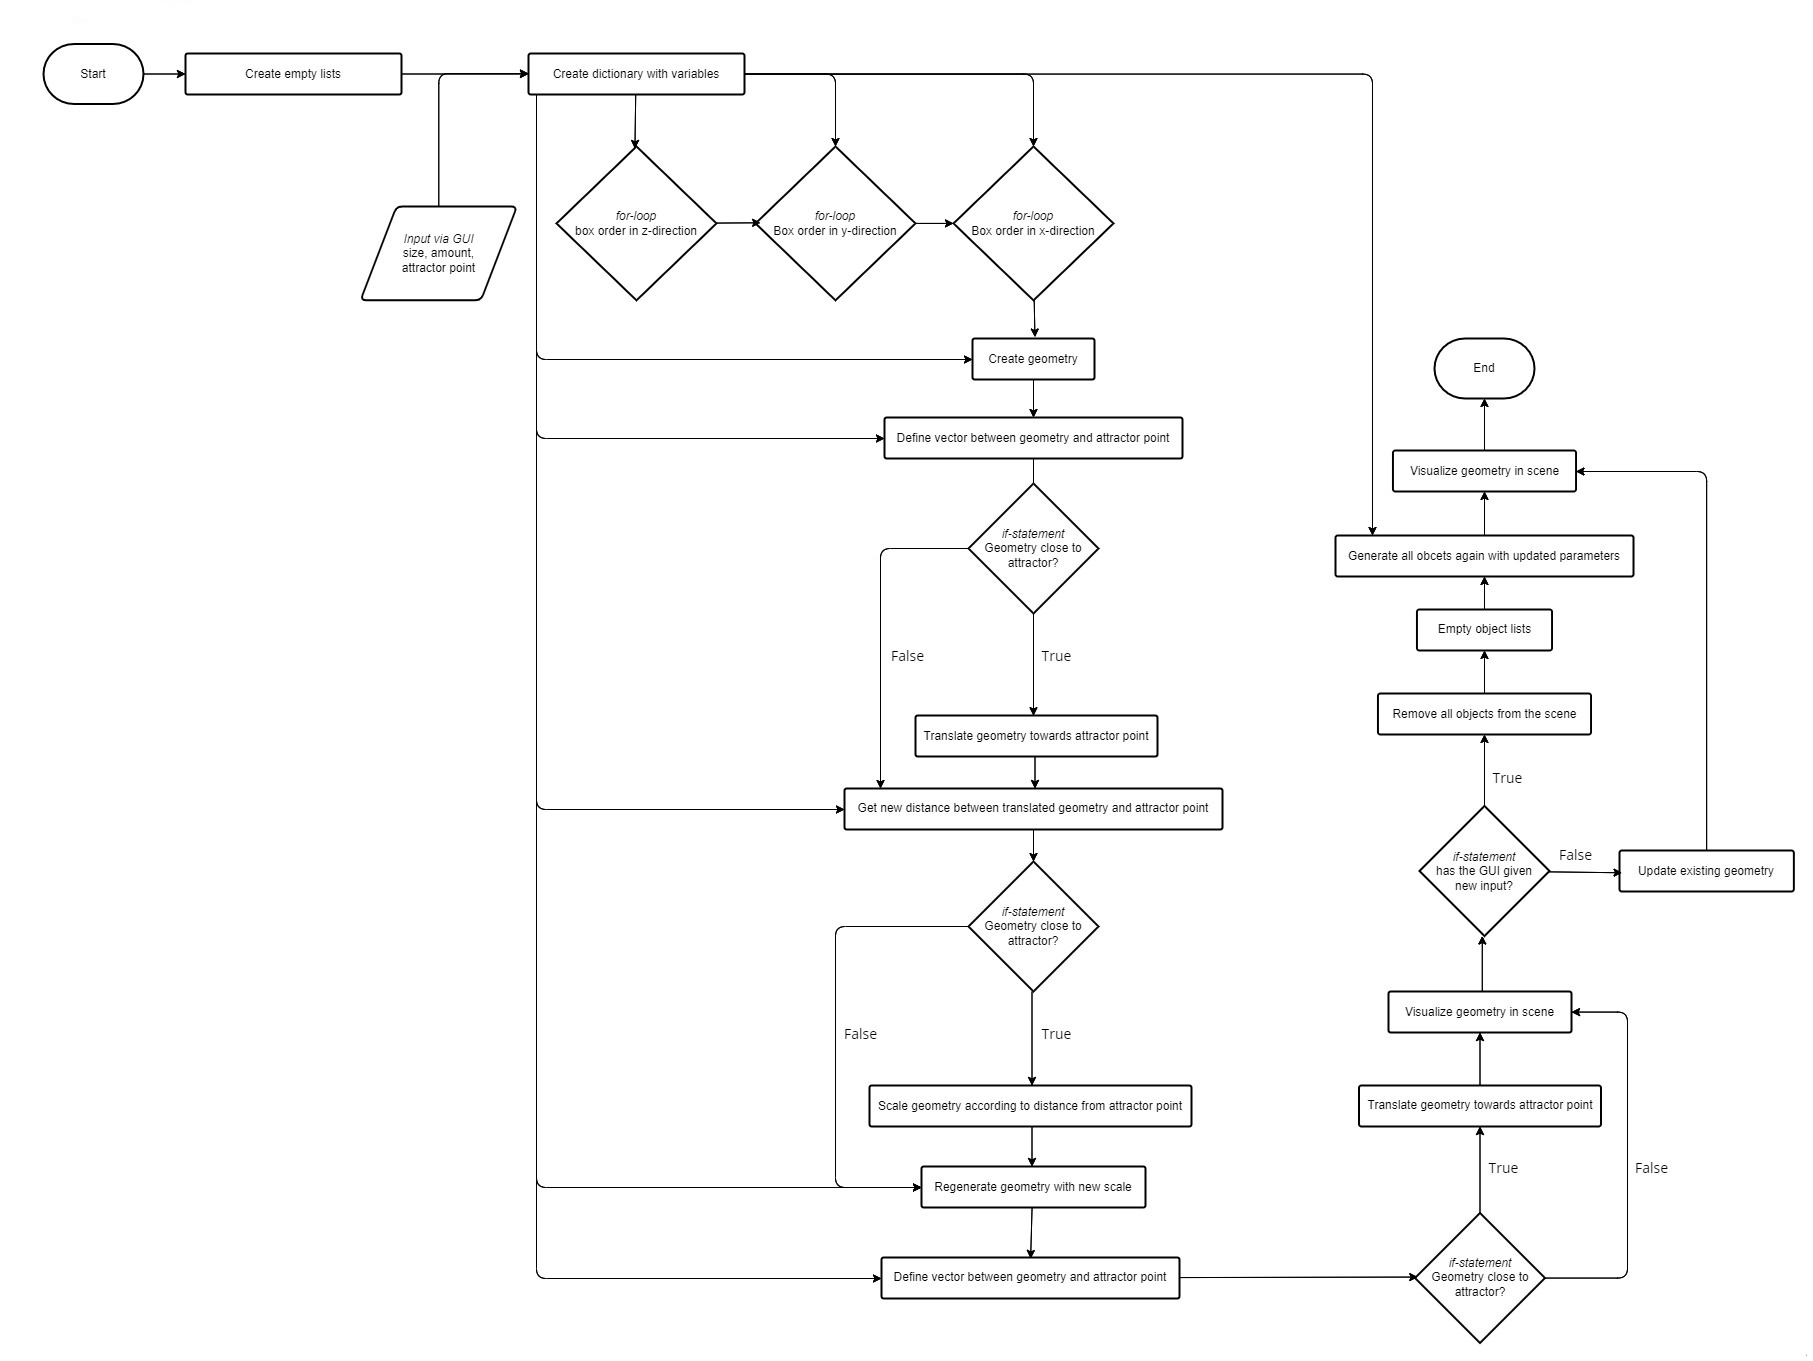 Start
Create empty lists
Create dictionary with variables
Input via GUI
size, amount,
attractor point
for-loop
box order in z-direction
for-loop
Box order in y-direction
for-loop
Box order in x-direction
Create geometry
Define vector between geometry and attractor point
if-statement
Geometry close to
attractor?
False
True
Translate geometry towards attractor point
Get new distance between translated geometry and attractor point
if-statement
Geometry close to
attractor?
False
True
Scale geometry according to distance from attractor point
Regenerate geometry with new scale
Define vector between geometry and attractor point
if-statement
Geometry close to
attractor?
True
False
Translate geometry towards attractor point
Visualize geometry in scene
if-statement
has the GUI given
new input?
False
Update existing geometry
True
Remove all objects from the scene
Empty object lists
Generate all obcets again with updated parameters
Visualize geometry in scene
End